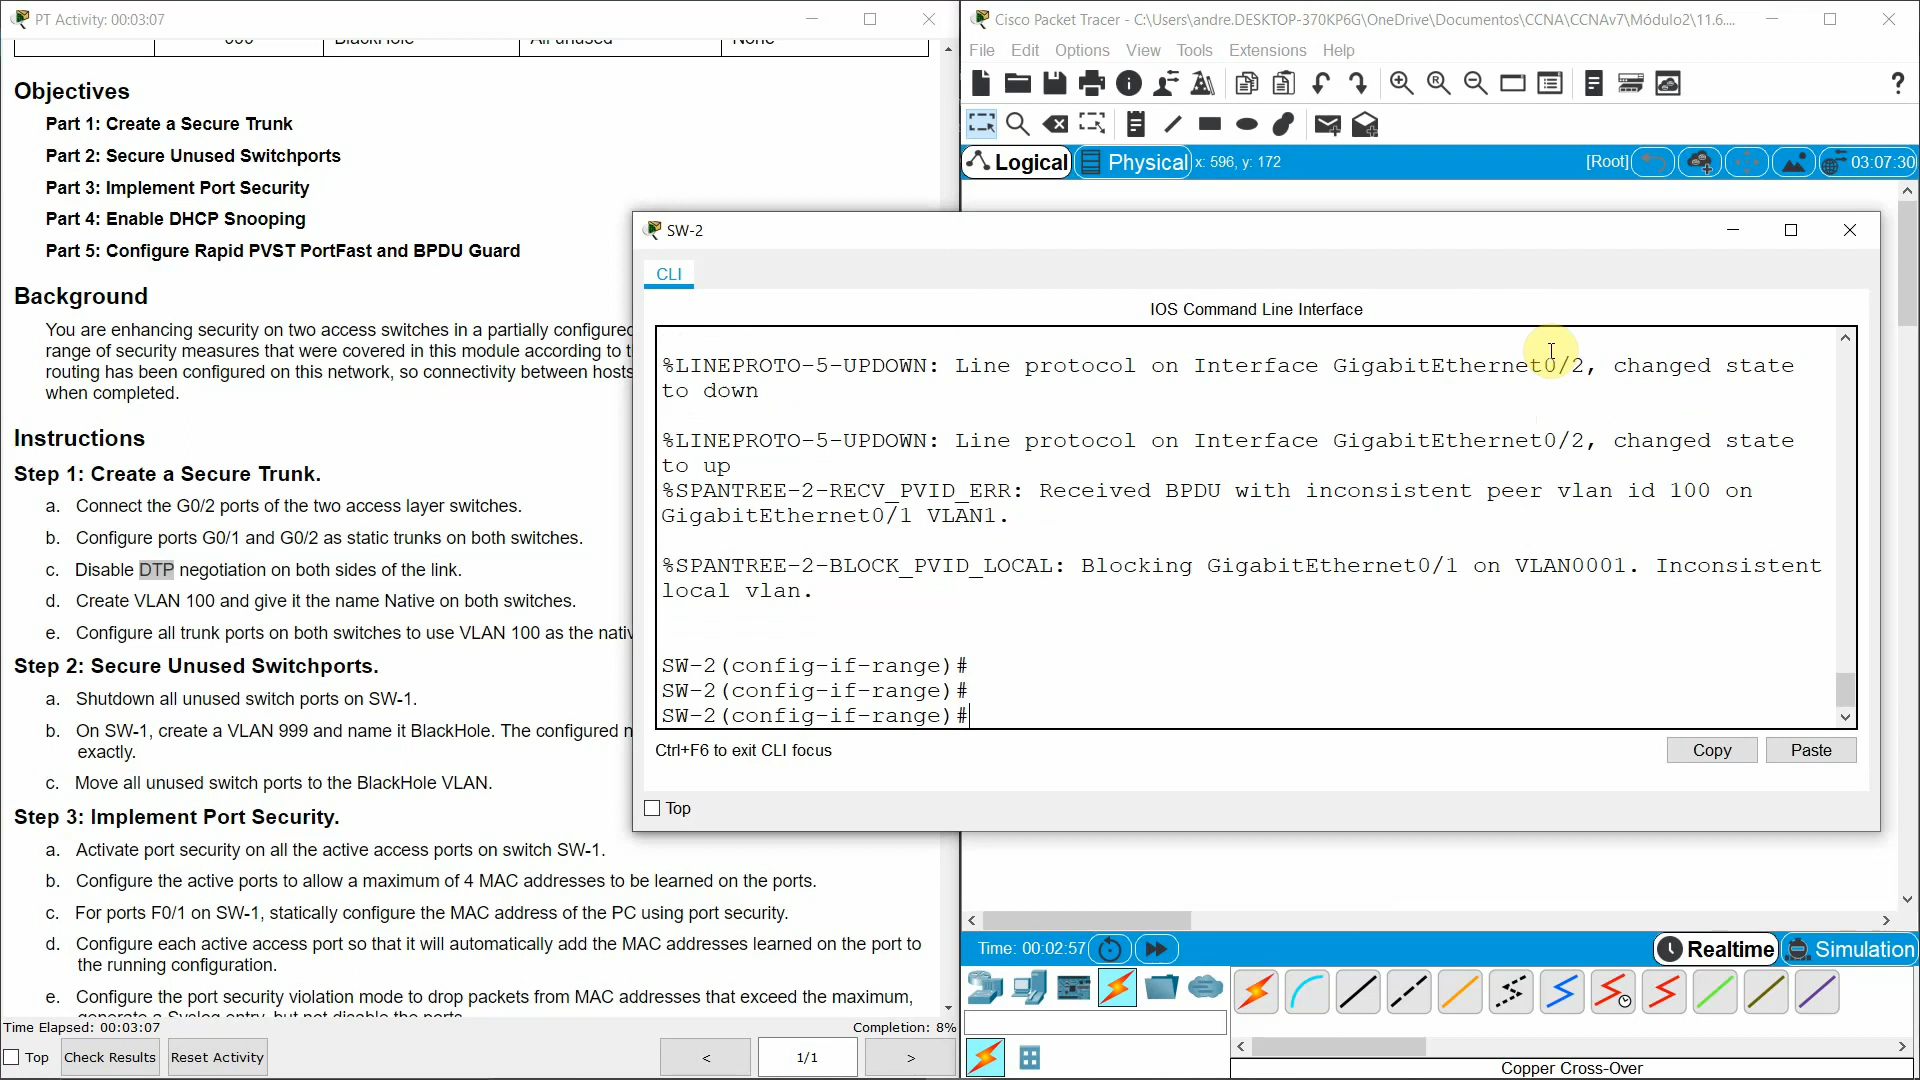 PT Activity: 00:03:07
999 BlackHole All unused None
Objectives
Part 1: Create a Secure Trunk
Part 2: Secure Unused Switchports
Part 3: Implement Port Security
Part 4: Enable DHCP Snooping
Part 5: Configure Rapid PVST PortFast and BPDU Guard
Background
You are enhancing security on two access switches in a partially configured
range of security measures that were covered in this module according to
routing has been configured on this network, so connectivity between hosts
when completed.
Instructions
Step 1: Create a Secure Trunk.
a. Connect the G0/2 ports of the two access layer switches.
b. Configure ports G0/1 and G0/2 as static trunks on both switches.
c. Disable DTP negotiation on both sides of the link.
d. Create VLAN 100 and give it the name Native on both switches.
e. Configure all trunk ports on both switches to use VLAN 100 as the
Step 2: Secure Unused Switchports.
a. Shutdown all unused switch ports on SW-1.
b. On SW-1, create a VLAN 999 and name it BlackHole. The configured
exactly.
c. Move all unused switch ports to the BlackHole VLAN.
Step 3: Implement Port Security.
a. Activate port security on all the active access ports on switch SW-1.
b. Configure the active ports to allow a maximum of 4 MAC addresses to be learned on the ports.
c. For ports F0/1 on SW-1, statically configure the MAC address of the PC using port security.
d. Configure each active access port so that it will automatically add the MAC addresses learned on the port to
the running configuration.
e. Configure the port security violation mode to drop packets from MAC addresses that exceed the maximum,
generate a Syslog entry, but not disable the ports.
Time Elapsed: 00:03:07 Completion: 8%
Top Check Results Reset Activity < 1/1 >
Cisco Packet Tracer - C:\Users\andre.DESKTOP-370KP6G\OneDrive\Documentos\CCNA\CCNAv7\Módulo2\11.6....
File Edit Options View Tools Extensions Help
?
Logical Physical x: 596, y: 172 [Root] 03:07:30
SW-2
CLI
IOS Command Line Interface
%LINEPROTO-5-UPDOWN: Line protocol on Interface GigabitEthernet0/2, changed state
to down
%LINEPROTO-5-UPDOWN: Line protocol on Interface GigabitEthernet0/2, changed state
to up
%SPANTREE-2-RECV_PVID_ERR: Received BPDU with inconsistent peer vlan id 100 on
GigabitEthernet0/1 VLAN1.
%SPANTREE-2-BLOCK_PVID_LOCAL: Blocking GigabitEthernet0/1 on VLAN0001. Inconsistent
local vlan.
SW-2(config-if-range)#
SW-2(config-if-range)#
SW-2(config-if-range)#
Ctrl+F6 to exit CLI focus
Copy Paste
Top
Time: 00:02:57 Realtime Simulation
Copper Cross-Over